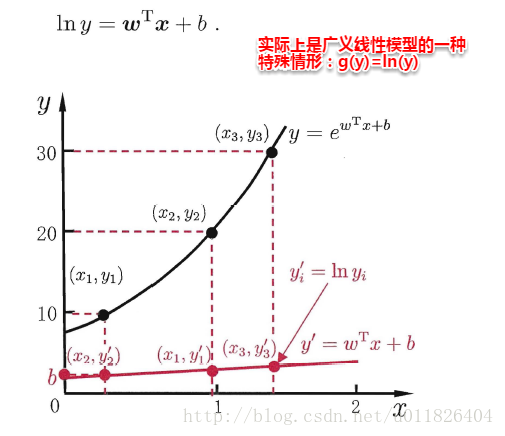 ln y = wᵀx + b .
实际上是广义线性模型的一种
特殊情形：g(y)=ln(y)
y
30
20
10
b
0
1
2
x
(x₃, y₃)
y = e^{wᵀx+b}
(x₂, y₂)
(x₁, y₁)
y′ᵢ = ln yᵢ
(x₂, y′₂)
(x₁, y′₁)
(x₃, y′₃)
y′ = wᵀx + b
http://blog.csdn.net/u011826404